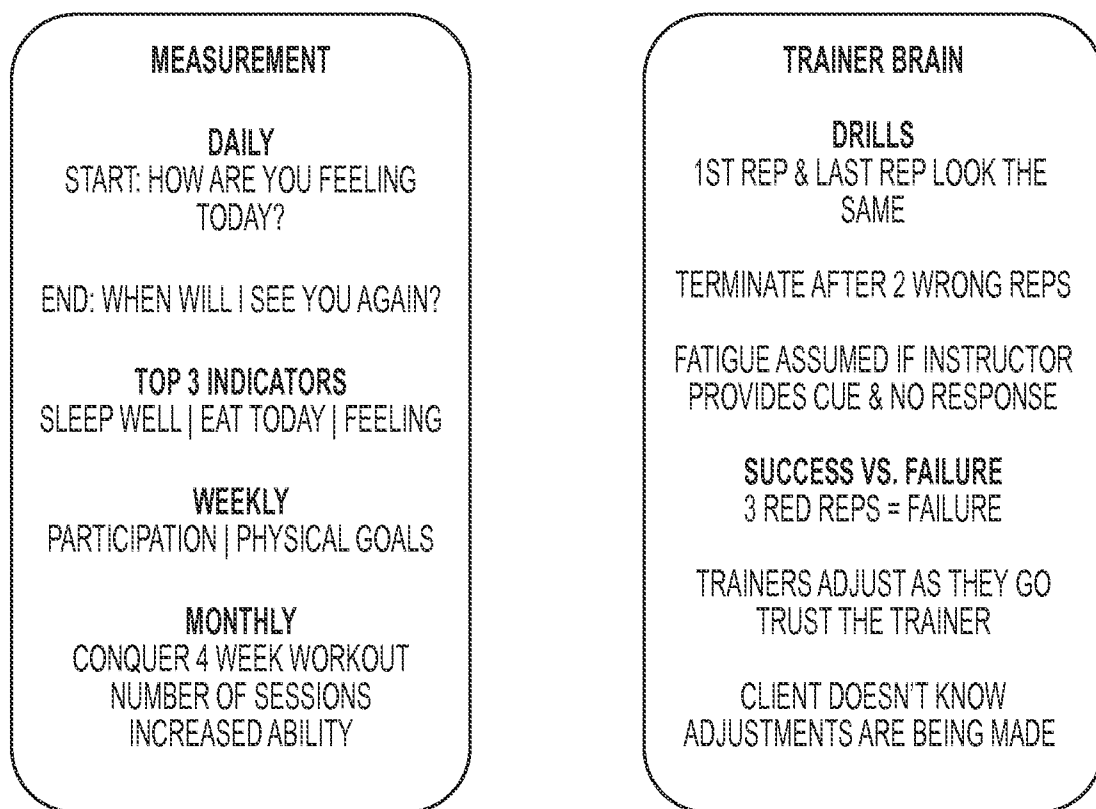 MEASUREMENT
DAILY
START: HOW ARE YOU FEELING
TODAY?
END: WHEN WILL I SEE YOU AGAIN?
TOP 3 INDICATORS
SLEEP WELL | EAT TODAY | FEELING
WEEKLY
PARTICIPATION | PHYSICAL GOALS
MONTHLY
CONQUER 4 WEEK WORKOUT
NUMBER OF SESSIONS
INCREASED ABILITY
TRAINER BRAIN
DRILLS
1ST REP & LAST REP LOOK THE
SAME
TERMINATE AFTER 2 WRONG REPS
FATIGUE ASSUMED IF INSTRUCTOR
PROVIDES CUE & NO RESPONSE
SUCCESS VS. FAILURE
3 RED REPS = FAILURE
TRAINERS ADJUST AS THEY GO
TRUST THE TRAINER
CLIENT DOESN'T KNOW
ADJUSTMENTS ARE BEING MADE